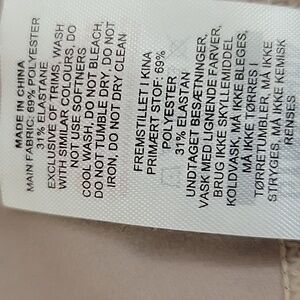 MADE IN CHINA
MAIN FABRIC: 69% POLYESTER
31% ELASTANE
EXCLUSIVE OF TRIMS, WASH
WITH SIMILAR COLOURS, DO
NOT USE SOFTNERS
COOL WASH, DO NOT BLEACH,
DO NOT TUMBLE DRY, DO NOT
IRON, DO NOT DRY CLEAN
FREMSTILLET I KINA
PRIMÆRT STOF: 69%
POLYESTER
31% ELASTAN
UNDTAGET BESÆTNINGER,
VASK MED LIGNENDE FARVER,
BRUG IKKE SKYLLEMIDDEL
KOLDVASK, MÅ IKKE BLEGES,
MÅ IKKE TØRRES I
TØRRETUMBLER, MÅ IKKE
STRYGES, MÅ IKKE KEMISK
RENSES